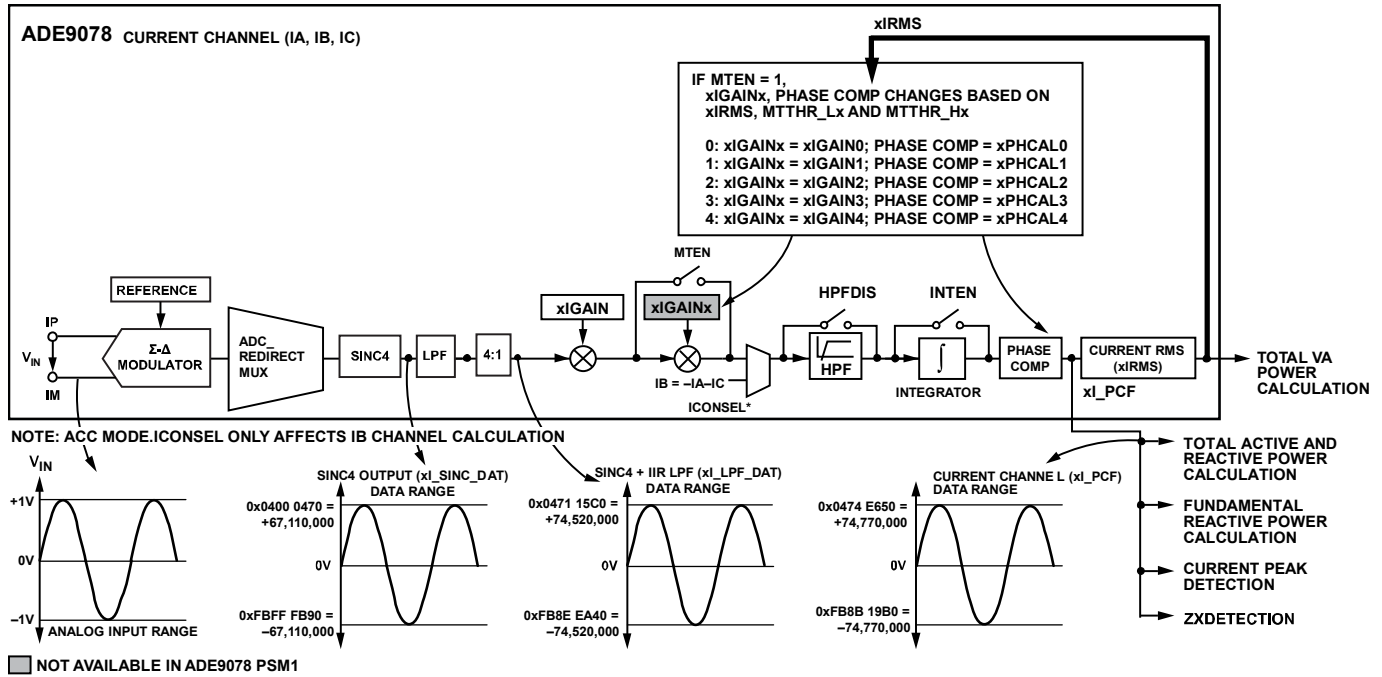 ADE9078 CURRENT CHANNEL (IA, IB, IC)
xIRMS
IF MTEN = 1,
xIGAINx, PHASE COMP CHANGES BASED ON
xIRMS, MTTHR_Lx AND MTTHR_Hx
0: xIGAINx = xIGAIN0; PHASE COMP = xPHCAL0
1: xIGAINx = xIGAIN1; PHASE COMP = xPHCAL1
2: xIGAINx = xIGAIN2; PHASE COMP = xPHCAL2
3: xIGAINx = xIGAIN3; PHASE COMP = xPHCAL3
4: xIGAINx = xIGAIN4; PHASE COMP = xPHCAL4
MTEN
REFERENCE
xIGAIN
xIGAINx
HPFDIS
INTEN
IP
VIN
IM
Σ-Δ
MODULATOR
ADC_
REDIRECT
MUX
SINC4
LPF
4:1
IB = –IA–IC
ICONSEL*
HPF
∫
INTEGRATOR
PHASE
COMP
xI_PCF
CURRENT RMS
(xIRMS)
TOTAL VA
POWER
CALCULATION
NOTE: ACC MODE.ICONSEL ONLY AFFECTS IB CHANNEL CALCULATION
VIN
+1V
0V
–1V
ANALOG INPUT RANGE
SINC4 OUTPUT (xI_SINC_DAT)
DATA RANGE
0x0400 0470 =
+67,110,000
0V
0xFBFF FB90 =
–67,110,000
SINC4 + IIR LPF (xI_LPF_DAT)
DATA RANGE
0x0471 15C0 =
+74,520,000
0V
0xFB8E EA40 =
–74,520,000
CURRENT CHANNE L (xI_PCF)
DATA RANGE
0x0474 E650 =
+74,770,000
0V
0xFB8B 19B0 =
–74,770,000
TOTAL ACTIVE AND
REACTIVE POWER
CALCULATION
FUNDAMENTAL
REACTIVE POWER
CALCULATION
CURRENT PEAK
DETECTION
ZXDETECTION
NOT AVAILABLE IN ADE9078 PSM1